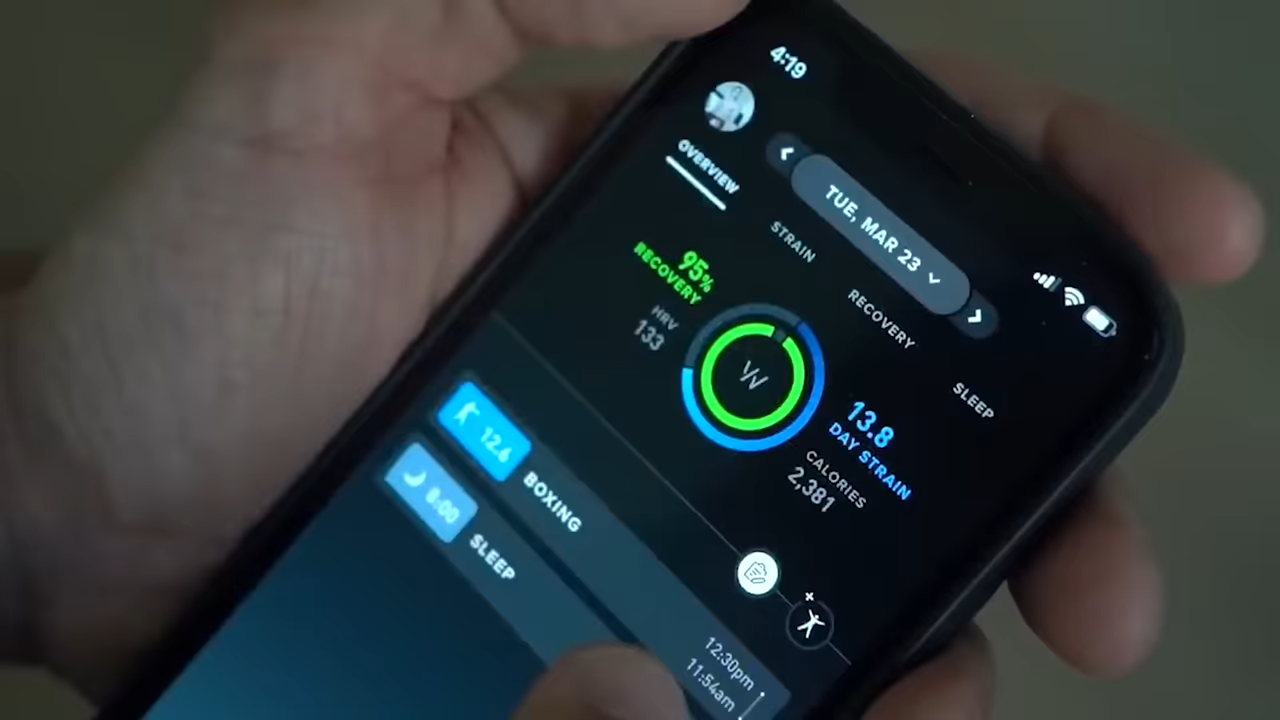 4:19
TUE, MAR 23
OVERVIEW
STRAIN
RECOVERY
SLEEP
95%
RECOVERY
HRV
133
13.8
DAY STRAIN
CALORIES
2,381
12.6
BOXING
12:30pm
11:54am
8:00
SLEEP